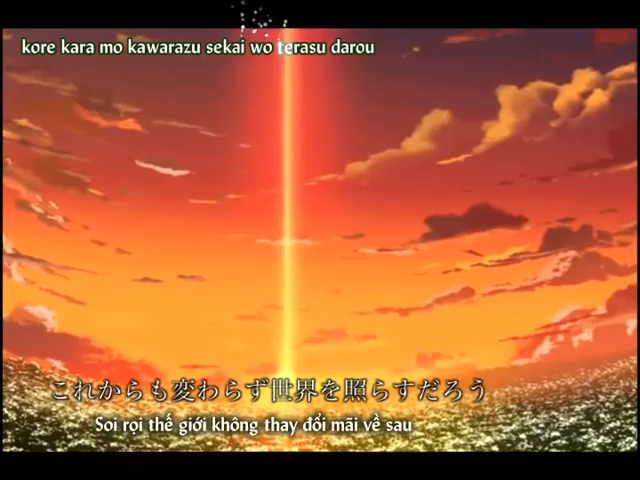 kore kara mo kawarazu sekai wo terasu darou
これからも変わらず世界を照らすだろう
Soi rọi thế giới không thay đổi mãi về sau